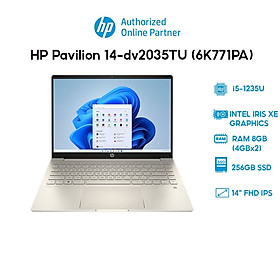 hp
Authorized
Online Partner
HP Pavilion 14-dv2035TU (6K771PA)
i5-1235U
INTEL IRIS XE
GRAPHICS
RAM 8GB
(4GBx2)
256GB SSD
14" FHD IPS